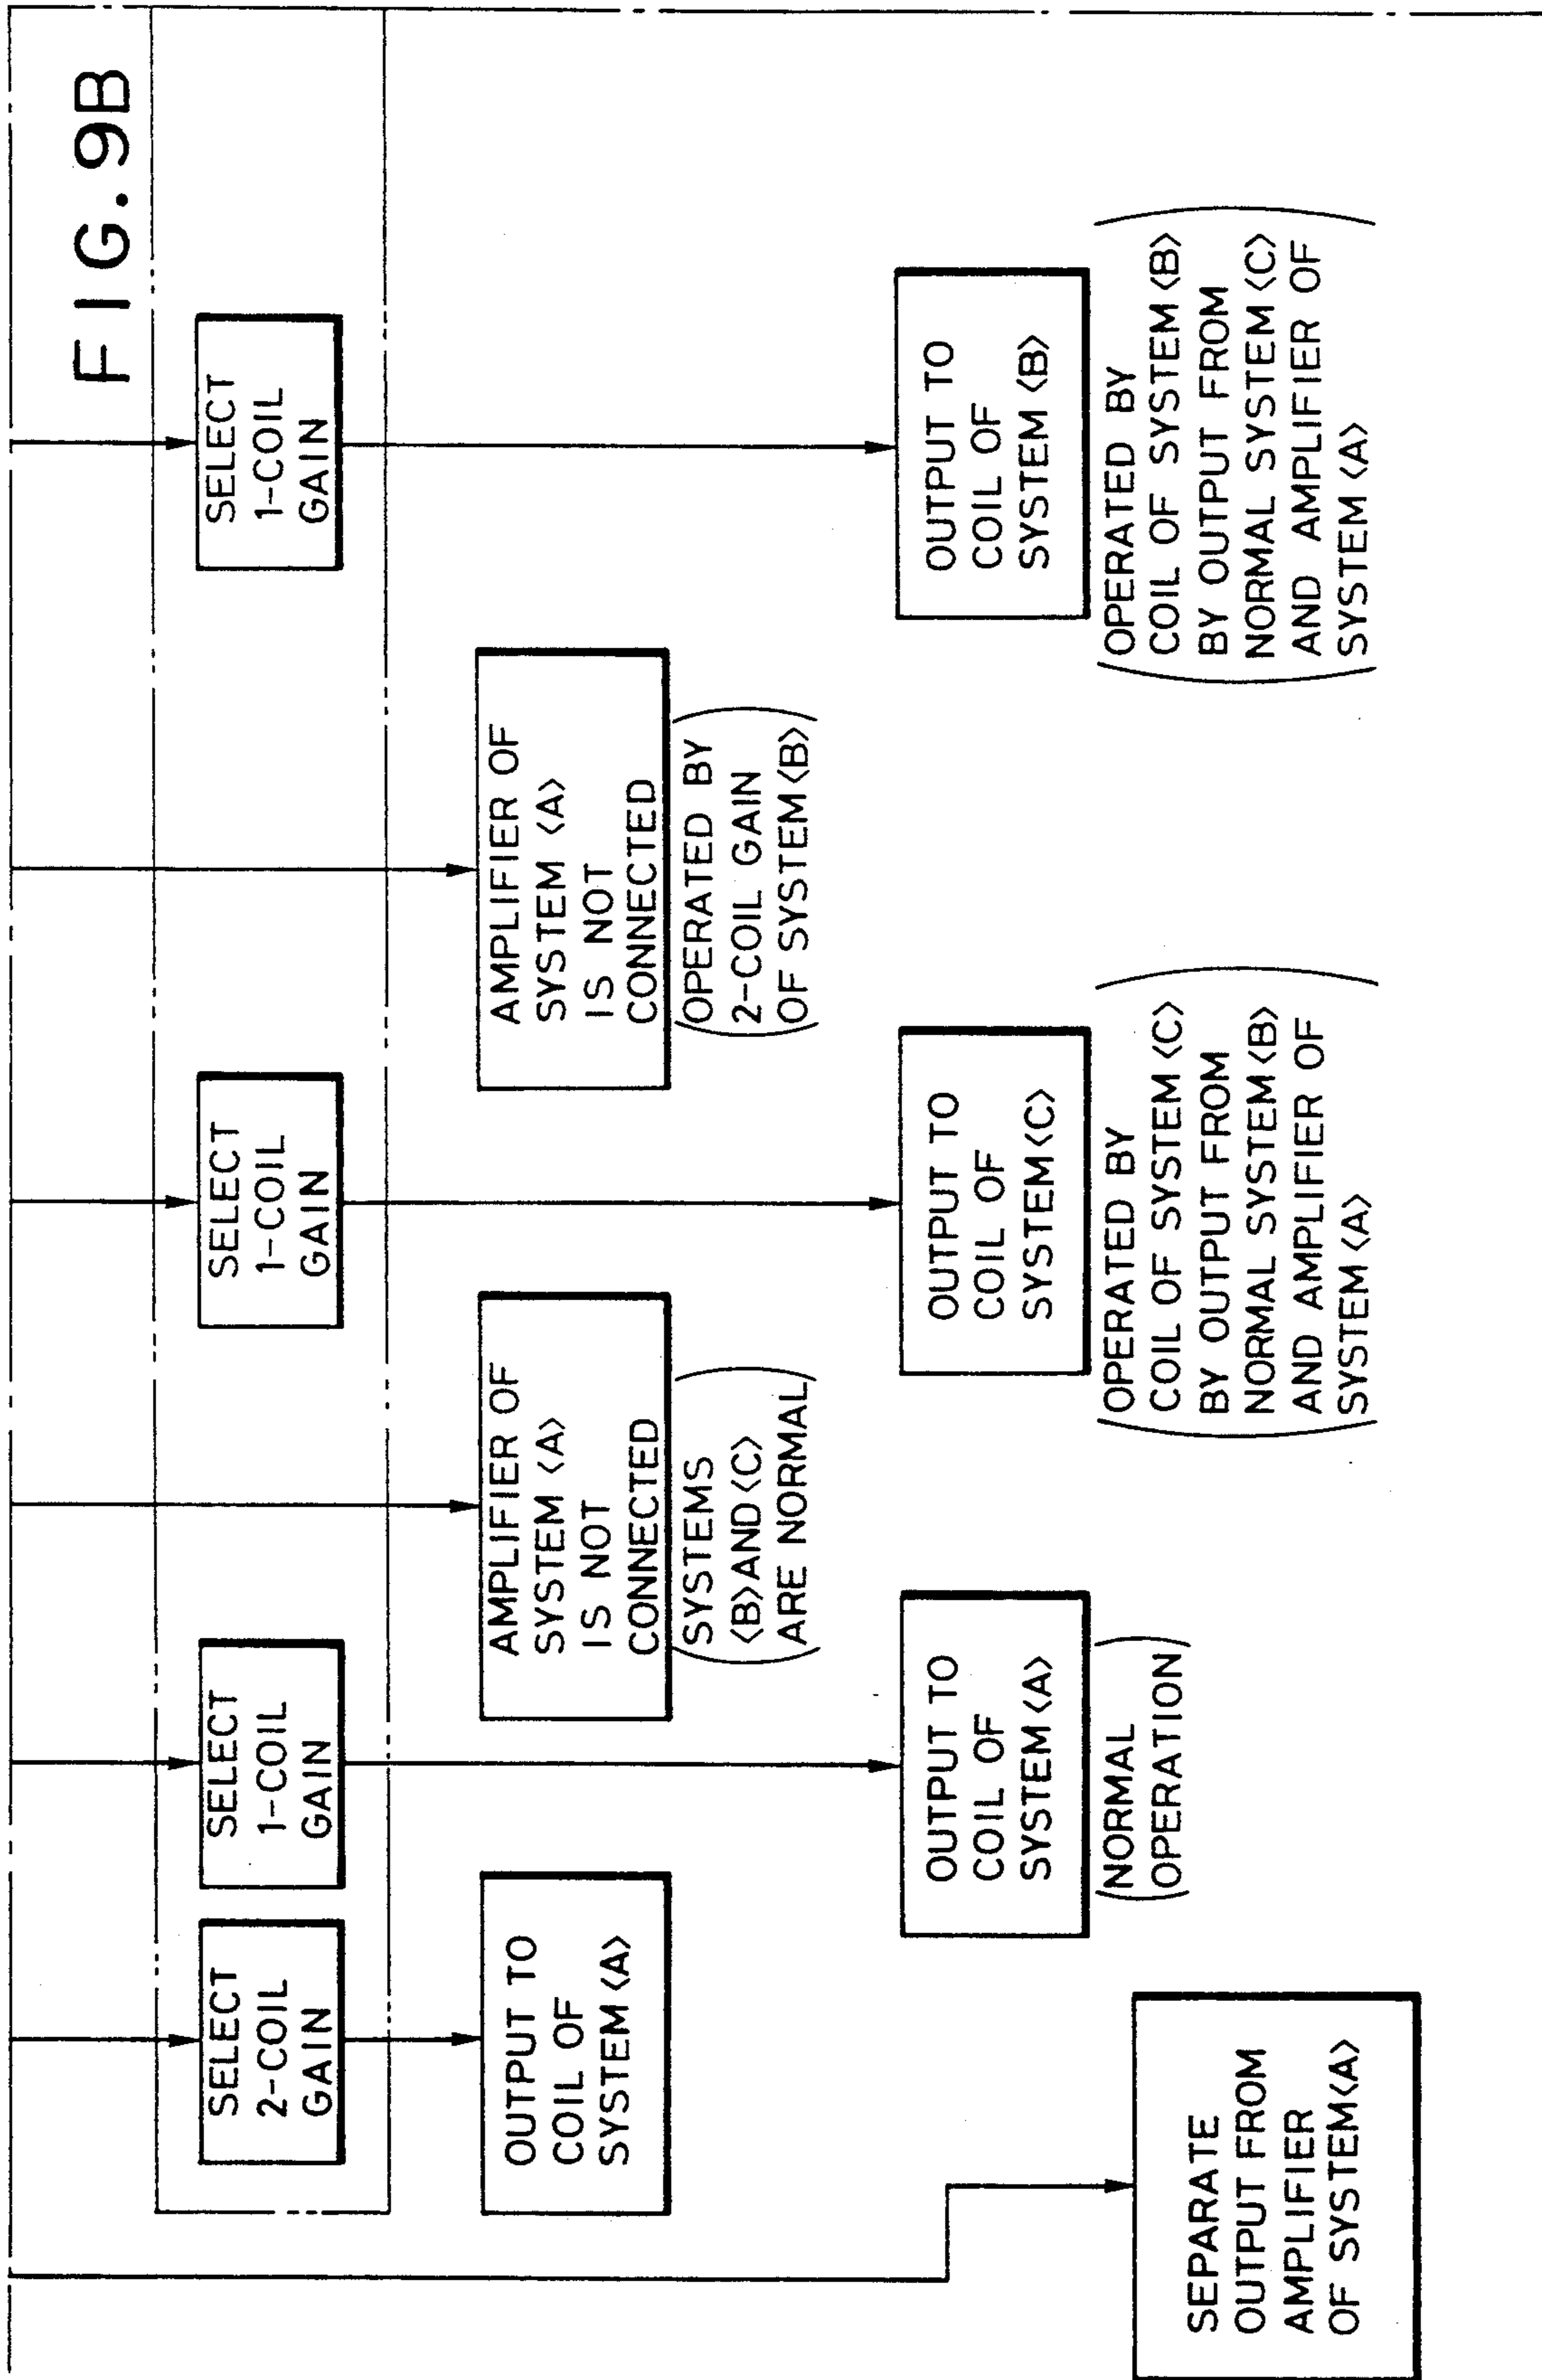 FIG.9B
SELECT
2-COIL
GAIN
SELECT
1-COIL
GAIN
SELECT
1-COIL
GAIN
SELECT
1-COIL
GAIN
OUTPUT TO
COIL OF
SYSTEM<A>
AMPLIFIER OF
SYSTEM <A>
IS NOT
CONNECTED
(SYSTEMS
<B>AND<C>
ARE NORMAL)
AMPLIFIER OF
SYSTEM <A>
IS NOT
CONNECTED
(OPERATED BY
2-COIL GAIN
OF SYSTEM<B>)
OUTPUT TO
COIL OF
SYSTEM<A>
(NORMAL
OPERATION)
OUTPUT TO
COIL OF
SYSTEM<C>
(OPERATED BY
COIL OF SYSTEM<C>
BY OUTPUT FROM
NORMAL SYSTEM<B>
AND AMPLIFIER OF
SYSTEM<A>)
OUTPUT TO
COIL OF
SYSTEM<B>
(OPERATED BY
COIL OF SYSTEM<B>
BY OUTPUT FROM
NORMAL SYSTEM<C>
AND AMPLIFIER OF
SYSTEM<A>)
SEPARATE
OUTPUT FROM
AMPLIFIER
OF SYSTEM<A>